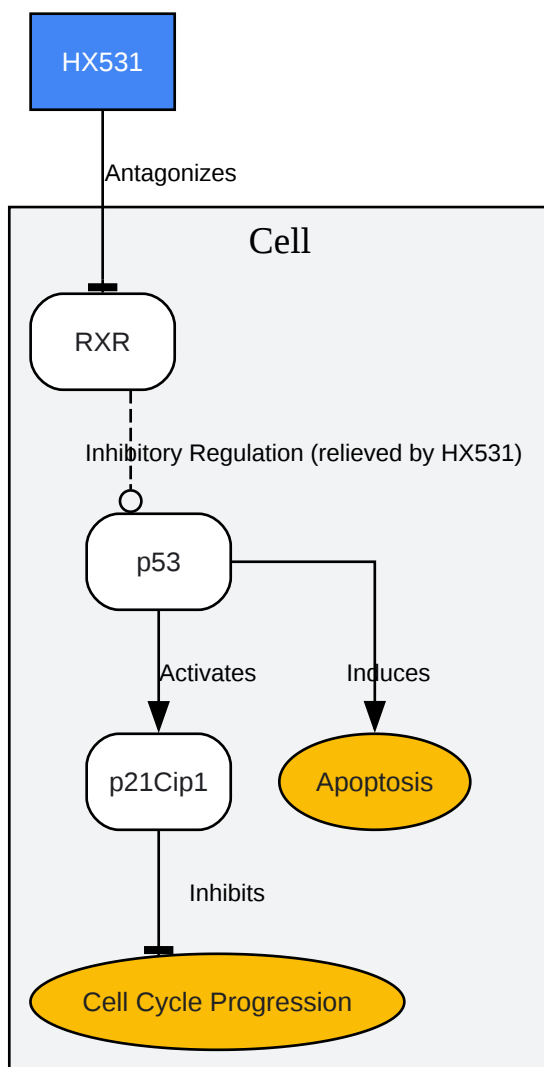 HX531
Antagonizes
Cell
RXR
Inhibitory Regulation (relieved by HX531)
p53
Activates
Induces
p21Cip1
Apoptosis
Inhibits
Cell Cycle Progression